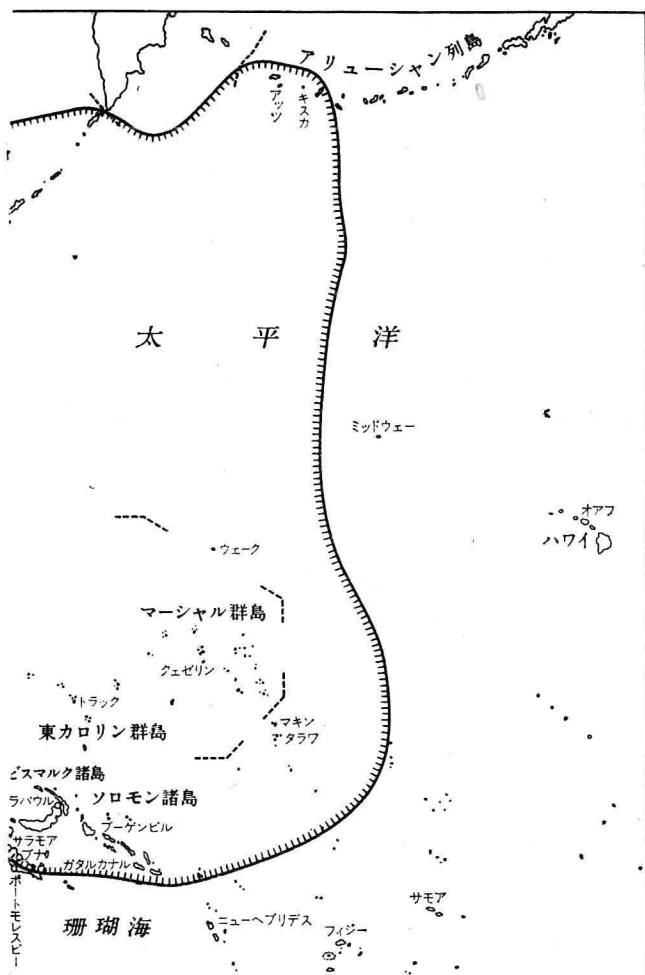 アリューシャン列島
アッツ
キスカ
太平洋
ミッドウェー
オアフ
ハワイ
ウェーク
マーシャル群島
クェゼリン
トラック
マキン
タラワ
東カロリン群島
ビスマルク諸島
ラバウル
ソロモン諸島
ブーゲンビル
サラモア
ブナ
ガタルカナル
ポートモレスビー
珊瑚海
ニューヘブリデス
フィジー
サモア